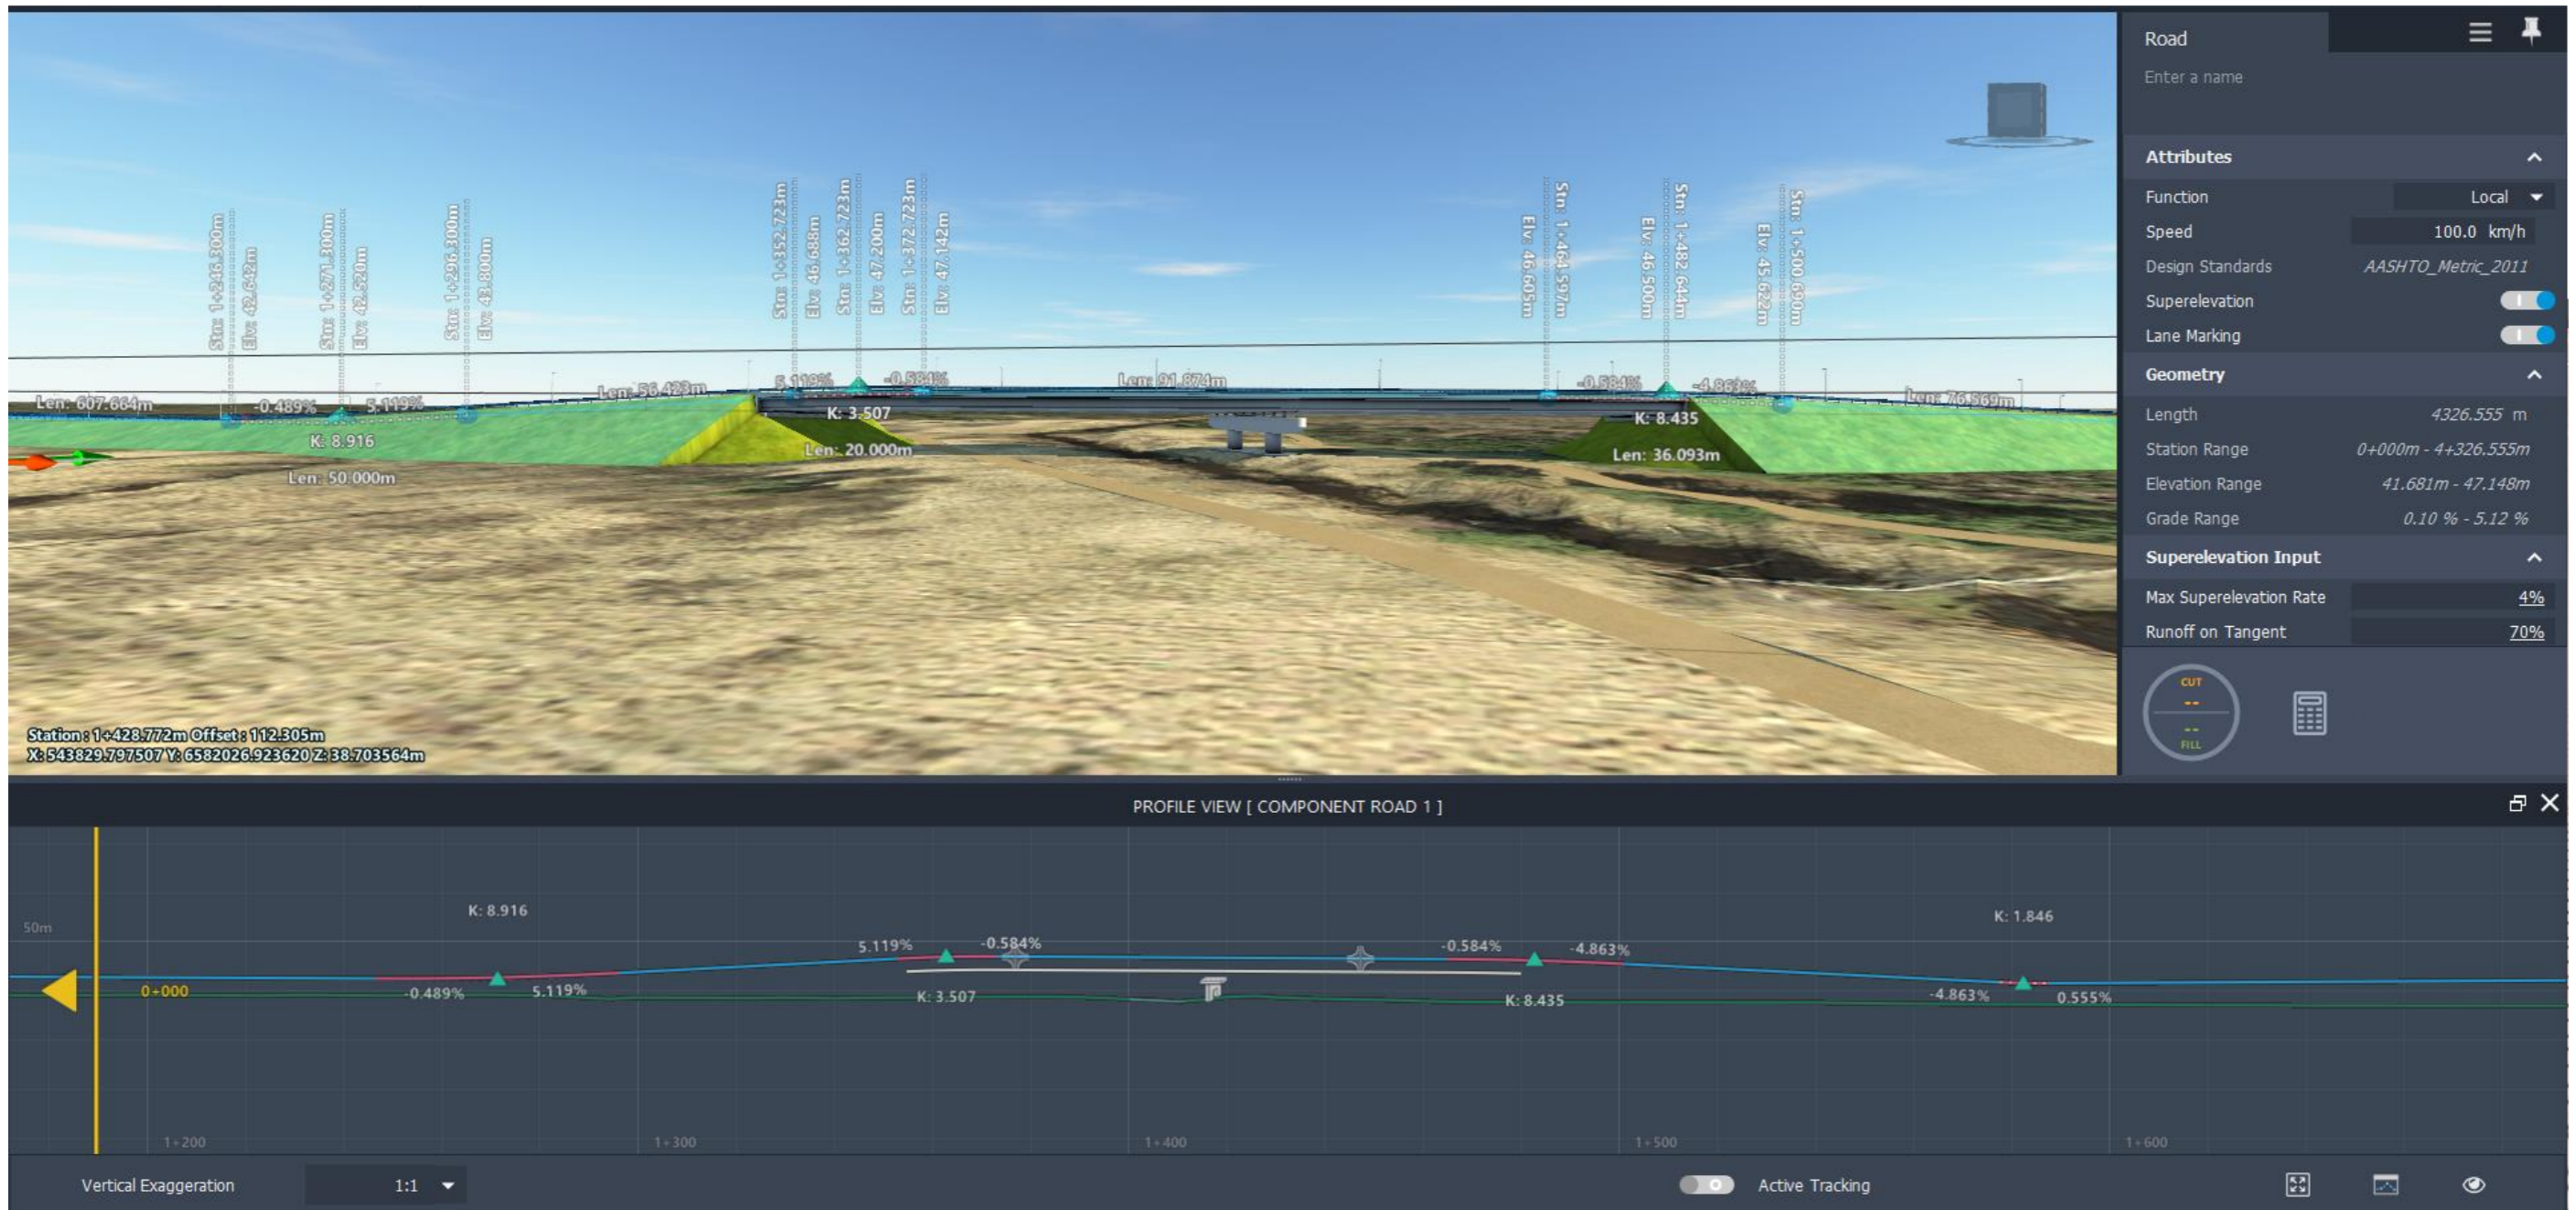 Stn: 1+246.300m
Elv: 42.642m
Stn: 1+271.300m
Elv: 42.520m
Stn: 1+296.300m
Elv: 43.800m
Stn: 1+352.723m
Elv: 46.688m
Stn: 1+362.723m
Elv: 47.200m
Stn: 1+372.723m
Elv: 47.142m
Elv: 46.605m
Stn: 1+464.597m
Elv: 46.500m
Stn: 1+482.644m
Elv: 45.622m
Stn: 1+500.690m
Len: 607.664m
-0.489%
5.119%
Len: 56.423m
5.119%
-0.584%
Len: 91.874m
-0.584%
-4.863%
Len: 76.569m
K: 8.916
K: 3.507
K: 8.435
Len: 50.000m
Len: 20.000m
Len: 36.093m
Station : 1+428.772m Offset : 112.305m
X: 543829.797507 Y: 6582026.923620 Z: 38.703564m
Road
Enter a name
Attributes
Function Local
Speed 100.0 km/h
Design Standards AASHTO_Metric_2011
Superelevation
Lane Marking
Geometry
Length 4326.555 m
Station Range 0+000m - 4+326.555m
Elevation Range 41.681m - 47.148m
Grade Range 0.10 % - 5.12 %
Superelevation Input
Max Superelevation Rate 4%
Runoff on Tangent 70%
CUT
--
--
FILL
PROFILE VIEW [ COMPONENT ROAD 1 ]
50m
K: 8.916
K: 1.846
5.119% -0.584%
-0.584% -4.863%
0+000
-0.489% 5.119%
K: 3.507
K: 8.435
-4.863% 0.555%
1+200 1+300 1+400 1+500 1+600
Vertical Exaggeration 1:1
Active Tracking